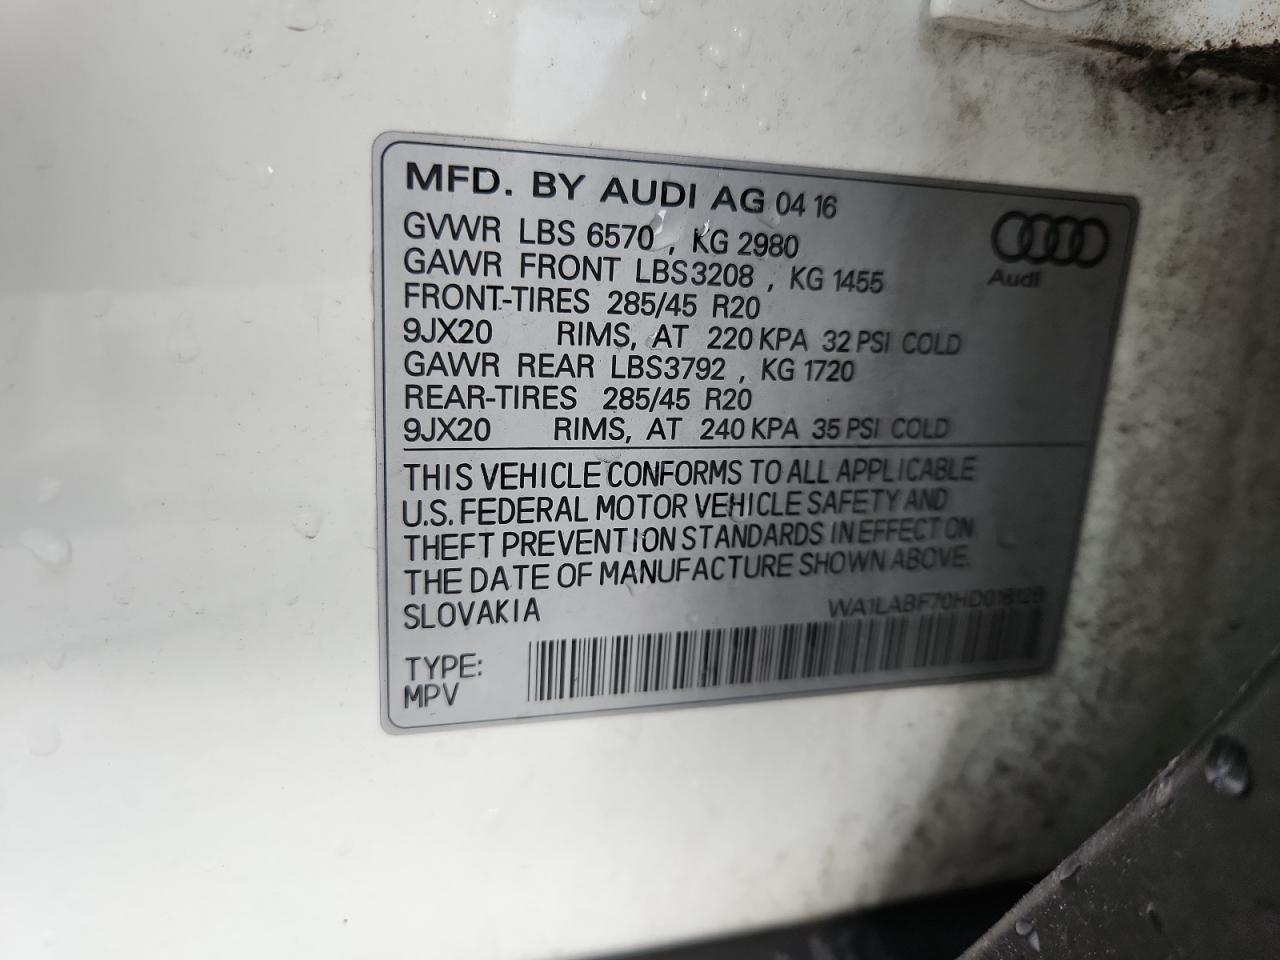 MFD. BY AUDI AG 04 16
GVWR LBS 6570 , KG 2980
GAWR FRONT LBS3208 , KG 1455
FRONT-TIRES 285/45 R20
9JX20 RIMS, AT 220 KPA 32 PSI COLD
GAWR REAR LBS3792 , KG 1720
REAR-TIRES 285/45 R20
9JX20 RIMS, AT 240 KPA 35 PSI COLD
Audi
THIS VEHICLE CONFORMS TO ALL APPLICABLE
U.S. FEDERAL MOTOR VEHICLE SAFETY AND
THEFT PREVENTION STANDARDS IN EFFECT ON
THE DATE OF MANUFACTURE SHOWN ABOVE.
SLOVAKIA
TYPE:
MPV